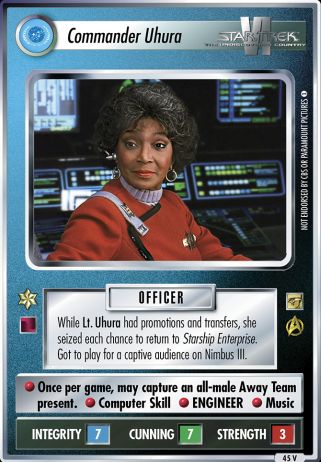 Commander Uhura
STAR TREK
VI
THE UNDISCOVERED COUNTRY
NOT ENDORSED BY CBS OR PARAMOUNT PICTURES
OFFICER
While Lt. Uhura had promotions and transfers, she
seized each chance to return to Starship Enterprise.
Got to play for a captive audience on Nimbus III.
Once per game, may capture an all-male Away Team
present. ● Computer Skill ● ENGINEER ● Music
INTEGRITY 7 CUNNING 7 STRENGTH 3
45 V